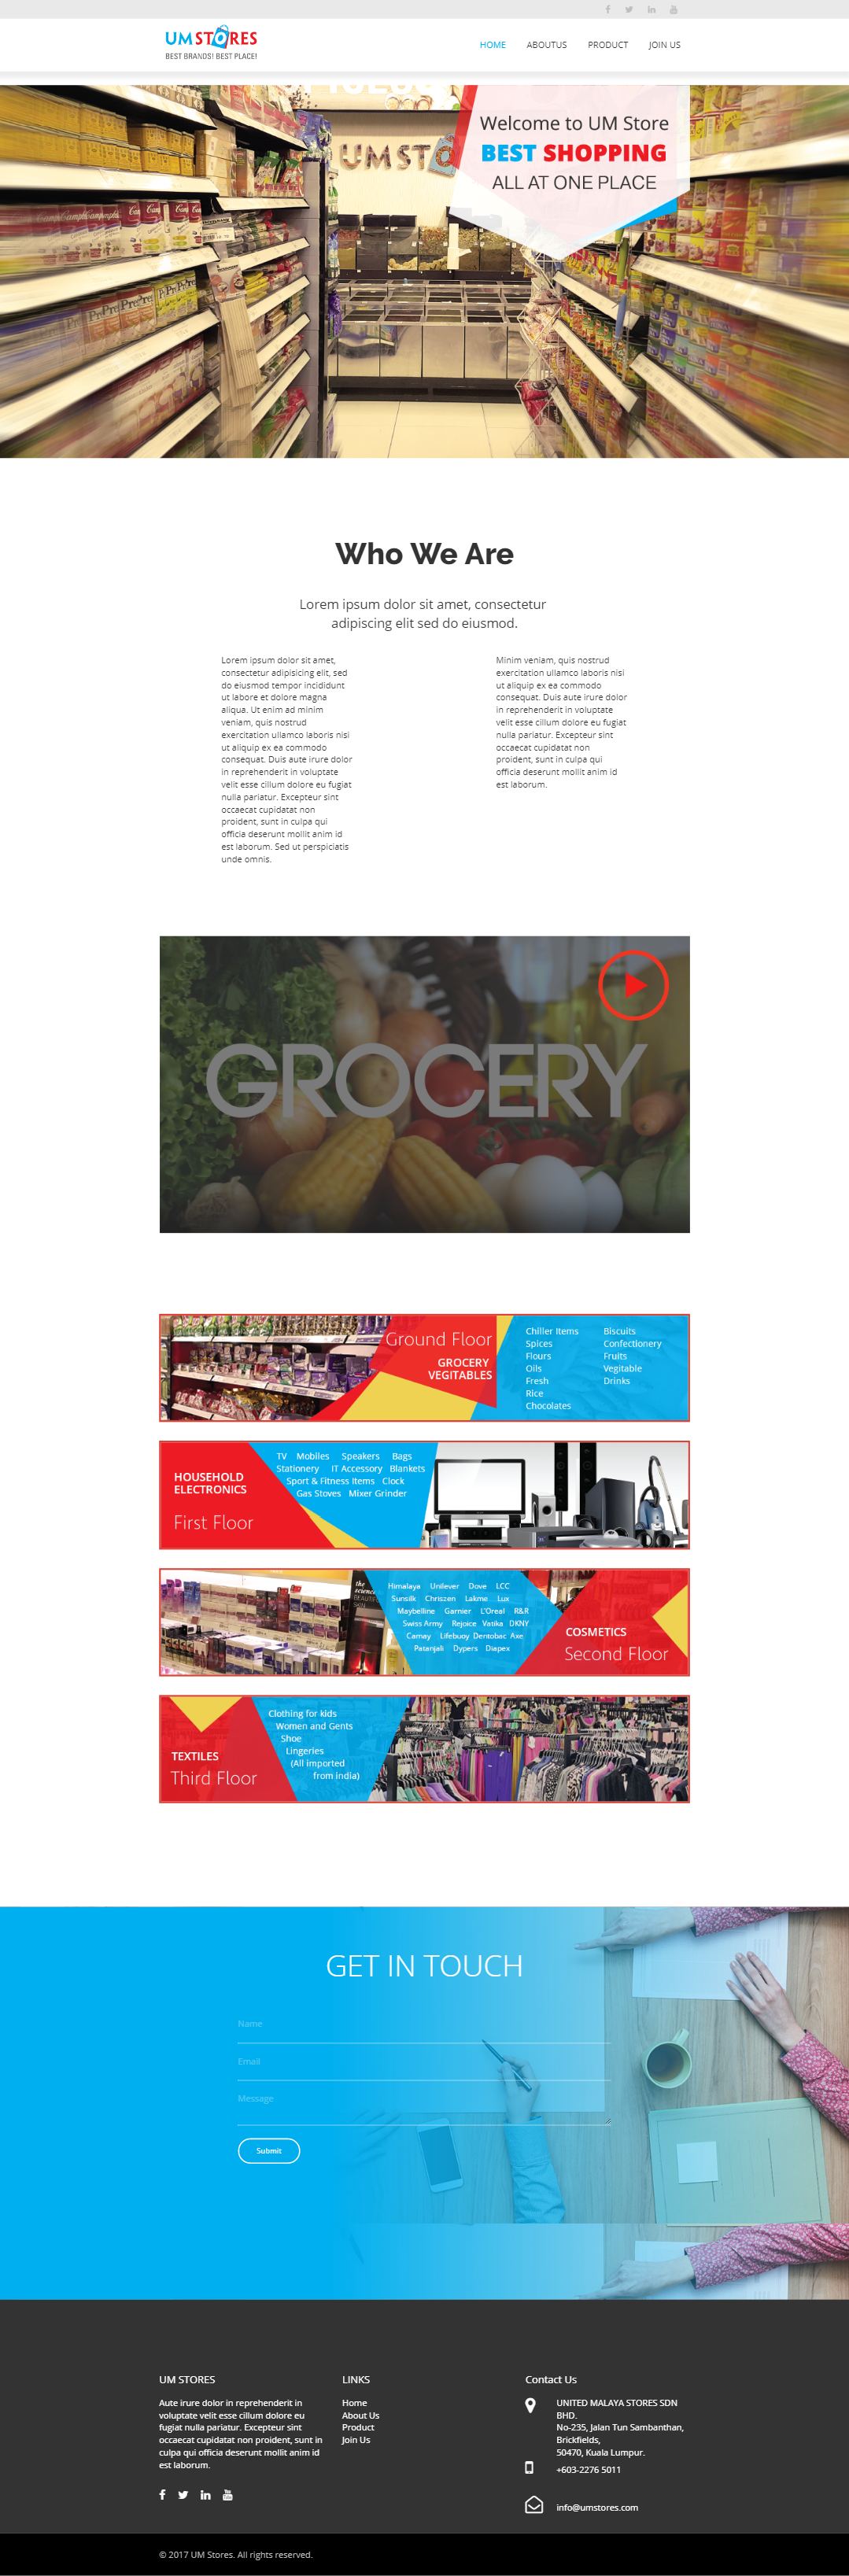 UM STORES
BEST BRANDS! BEST PLACE!
HOME ABOUTUS PRODUCT JOIN US
UM STO
Welcome to UM Store
BEST SHOPPING
ALL AT ONE PLACE
Who We Are
Lorem ipsum dolor sit amet, consectetur
adipiscing elit sed do eiusmod.
Lorem ipsum dolor sit amet,
consectetur adipisicing elit, sed
do eiusmod tempor incididunt
ut labore et dolore magna
aliqua. Ut enim ad minim
veniam, quis nostrud
exercitation ullamco laboris nisi
ut aliquip ex ea commodo
consequat. Duis aute irure dolor
in reprehenderit in voluptate
velit esse cillum dolore eu fugiat
nulla pariatur. Excepteur sint
occaecat cupidatat non
proident, sunt in culpa qui
officia deserunt mollit anim id
est laborum. Sed ut perspiciatis
unde omnis.
Minim veniam, quis nostrud
exercitation ullamco laboris nisi
ut aliquip ex ea commodo
consequat. Duis aute irure dolor
in reprehenderit in voluptate
velit esse cillum dolore eu fugiat
nulla pariatur. Excepteur sint
occaecat cupidatat non
proident, sunt in culpa qui
officia deserunt mollit anim id
est laborum.
GROCERY
Ground Floor
GROCERY
VEGITABLES
Chiller Items
Spices
Flours
Oils
Fresh
Rice
Chocolates
Biscuits
Confectionery
Fruits
Vegitable
Drinks
HOUSEHOLD
ELECTRONICS
First Floor
TV Mobiles Speakers Bags
Stationery IT Accessory Blankets
Sport & Fitness Items Clock
Gas Stoves Mixer Grinder
the
science
Himalaya Unilever Dove LCC
Sunsilk Chriszen Lakme Lux
Maybelline Garnier L'Oreal R&R
Swiss Army Rejoice Vatika DKNY
Camay Lifebuoy Dentobac Axe
Patanjali Dypers Diapex
COSMETICS
Second Floor
TEXTILES
Third Floor
Clothing for kids
Women and Gents
Shoe
Lingeries
(All imported
from india)
GET IN TOUCH
Name
Email
Message
Submit
UM STORES
Aute irure dolor in reprehenderit in
voluptate velit esse cillum dolore eu
fugiat nulla pariatur. Excepteur sint
occaecat cupidatat non proident, sunt in
culpa qui officia deserunt mollit anim id
est laborum.
LINKS
Home
About Us
Product
Join Us
Contact Us
UNITED MALAYA STORES SDN
BHD.
No-235, Jalan Tun Sambanthan,
Brickfields,
50470, Kuala Lumpur.
+603-2276 5011
info@umstores.com
© 2017 UM Stores. All rights reserved.